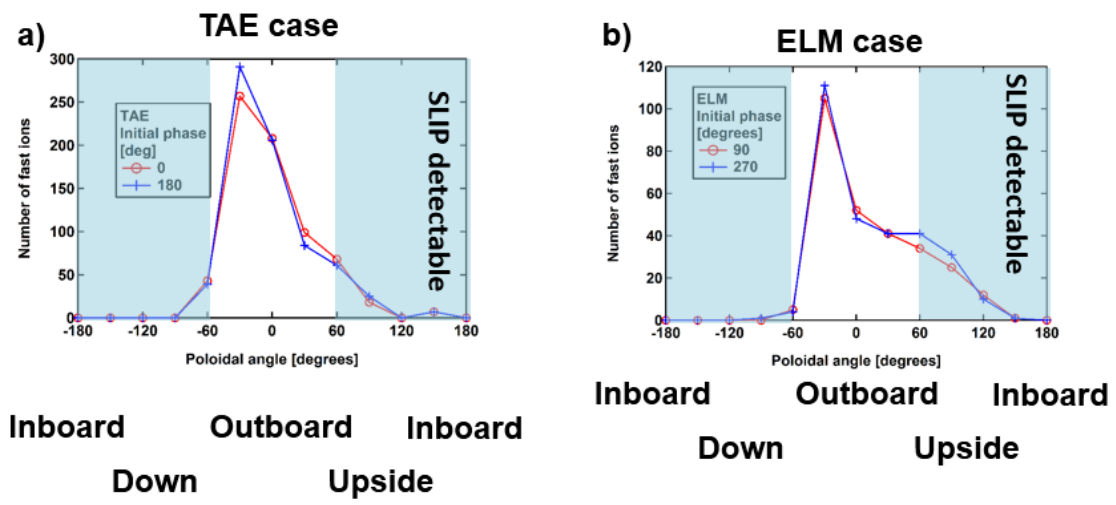 a)
TAE case
300
250
200
150
100
50
0
Number of fast ions
TAE
Initial phase
[deg]
0
180
SLIP detectable
-180
-120
-60
0
60
120
180
Poloidal angle [degrees]
Inboard
Outboard
Inboard
Down
Upside
b)
ELM case
120
100
80
60
40
20
0
Number of fast ions
ELM
Initial phase
[degrees]
90
270
SLIP detectable
-180
-120
-60
0
60
120
180
Poloidal angle [degrees]
Inboard
Outboard
Inboard
Down
Upside